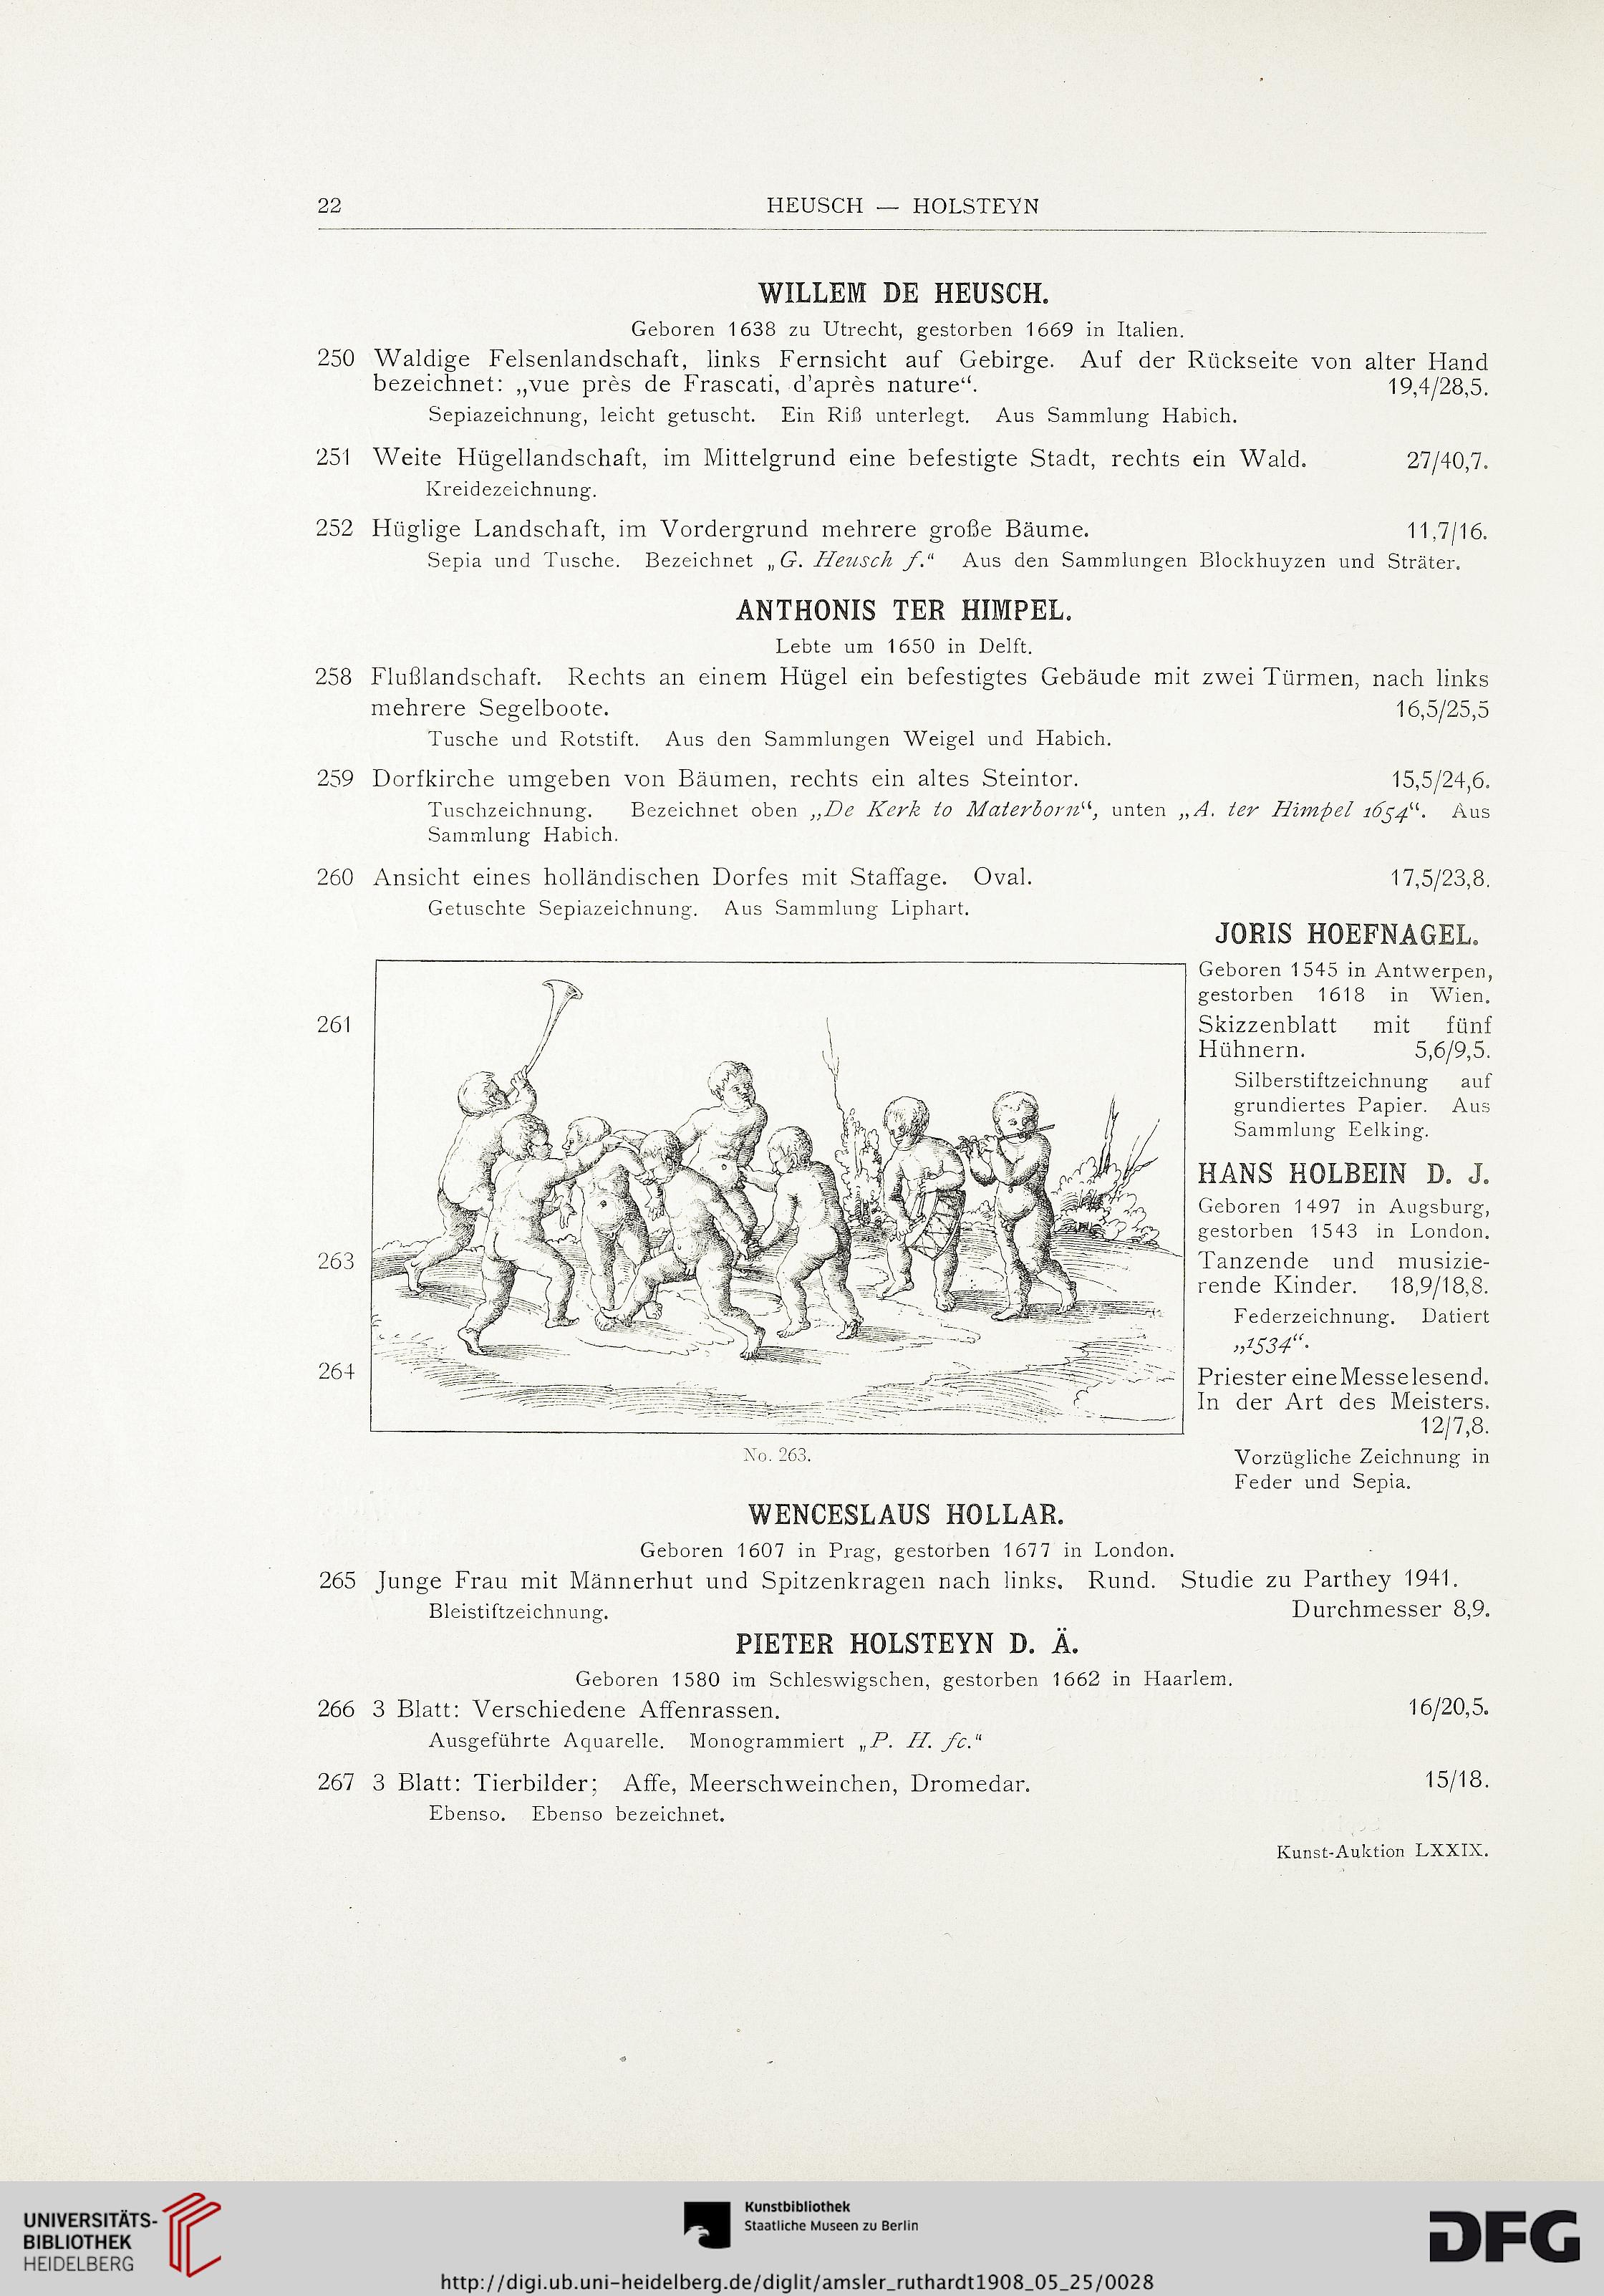 22
HEUSCH — HOLSTEYN
WILLEM DE HEUSCH.
Geboren 1638 zu Utrecht, gestorben 1669 in Italien.
250 Waldige Felsenlandschaft, links Fernsicht auf Gebirge. Auf der Rückseite von alter Hand
bezeichnet: „vue près de Frascati, d'après nature“. 19,4/28,5.
Sepiazeichnung, leicht getuscht. Ein Riß unterlegt. Aus Sammlung Habich.
251 Weite Hügellandschaft, im Mittelgrund eine befestigte Stadt, rechts ein Wald. 27/40,7.
Kreidezeichnung.
252 Hüglige Landschaft, im Vordergrund mehrere große Bäume. 11,7/16.
Sepia und Tusche. Bezeichnet „G. Heusch f.“ Aus den Sammlungen Blockhuyzen und Sträter.
ANTHONIS TER HIMPEL.
Lebte um 1650 in Delft.
258 Flußlandschaft. Rechts an einem Hügel ein befestigtes Gebäude mit zwei Türmen, nach links
mehrere Segelboote. 16,5/25,5
Tusche und Rotstift. Aus den Sammlungen Weigel und Habich.
259 Dorfkirche umgeben von Bäumen, rechts ein altes Steintor. 15,5/24,6.
Tuschzeichnung. Bezeichnet oben „De Kerk to Materborn“, unten „A. ter Himpel 1654“. Aus
Sammlung Habich.
260 Ansicht eines holländischen Dorfes mit Staffage. Oval. 17,5/23,8.
Getuschte Sepiazeichnung. Aus Sammlung Liphart.
JORIS HOEFNAGEL.
Geboren 1545 in Antwerpen,
gestorben 1618 in Wien.
261 Skizzenblatt mit fünf
Hühnern. 5,6/9,5.
Silberstiftzeichnung auf
grundiertes Papier. Aus
Sammlung Eelking.
HANS HOLBEIN D. J.
Geboren 1497 in Augsburg,
gestorben 1543 in London.
263 Tanzende und musizie-
rende Kinder. 18,9/18,8.
Federzeichnung. Datiert
„1534“.
264 Priester eine Messe lesend.
In der Art des Meisters.
12/7,8.
Vorzügliche Zeichnung in
Feder und Sepia.
No. 263.
WENCESLAUS HOLLAR.
Geboren 1607 in Prag, gestorben 1677 in London.
265 Junge Frau mit Männerhut und Spitzenkragen nach links. Rund. Studie zu Parthey 1941.
Bleistiftzeichnung. Durchmesser 8,9.
PIETER HOLSTEYN D. Ä.
Geboren 1580 im Schleswigschen, gestorben 1662 in Haarlem.
266 3 Blatt: Verschiedene Affenrassen. 16/20,5.
Ausgeführte Aquarelle. Monogrammiert „P. H. fc.“
267 3 Blatt: Tierbilder; Affe, Meerschweinchen, Dromedar. 15/18.
Ebenso. Ebenso bezeichnet.
Kunst-Auktion LXXIX.
UNIVERSITÄTS-
BIBLIOTHEK
HEIDELBERG
Kunstbibliothek
Staatliche Museen zu Berlin
DFG
http://digi.ub.uni-heidelberg.de/diglit/amsler_ruthardt1908_05_25/0028